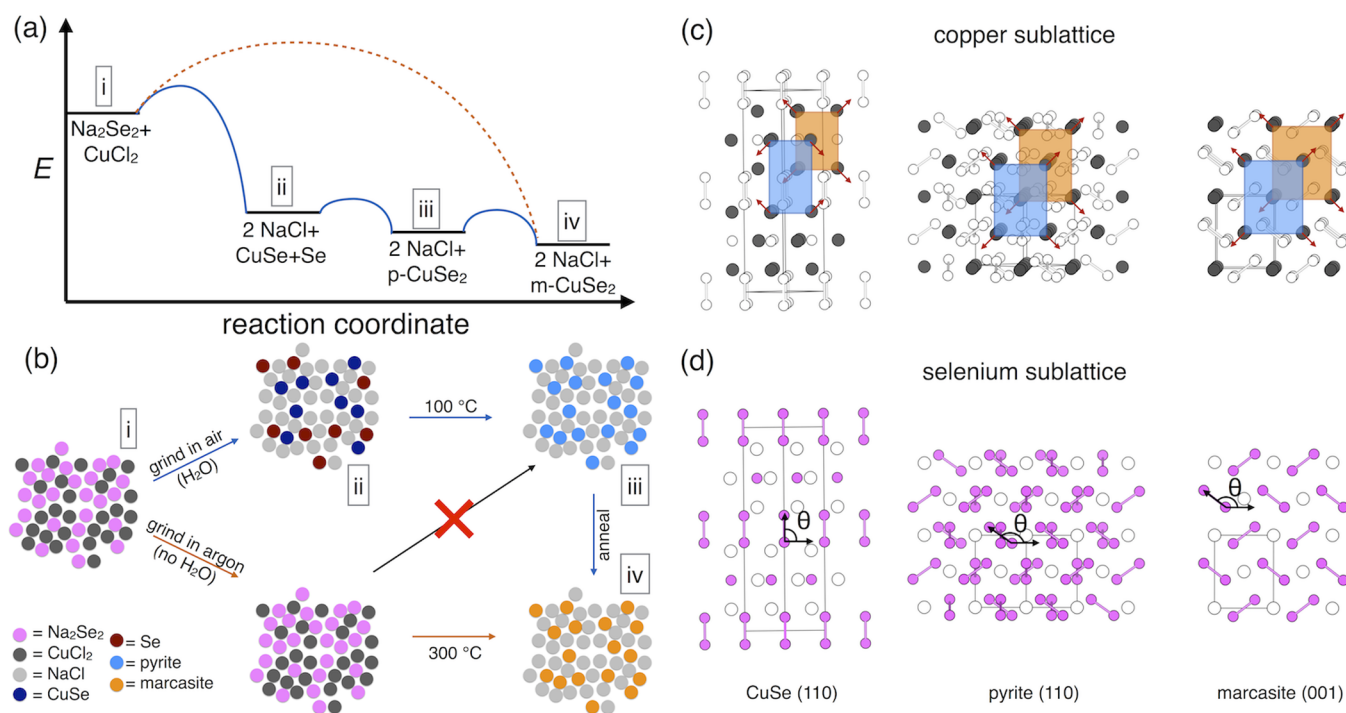 (a)
E
i
Na₂Se₂+
CuCl₂
ii
2 NaCl+
CuSe+Se
iii
2 NaCl+
p-CuSe₂
iv
2 NaCl+
m-CuSe₂
reaction coordinate
(b)
i
grind in air
(H₂O)
grind in argon
(no H₂O)
ii
100 °C
iii
anneal
iv
300 °C
= Na₂Se₂
= CuCl₂
= NaCl
= CuSe
= Se
= pyrite
= marcasite
(c)
copper sublattice
(d)
selenium sublattice
θ
θ
θ
CuSe (110)
pyrite (110)
marcasite (001)